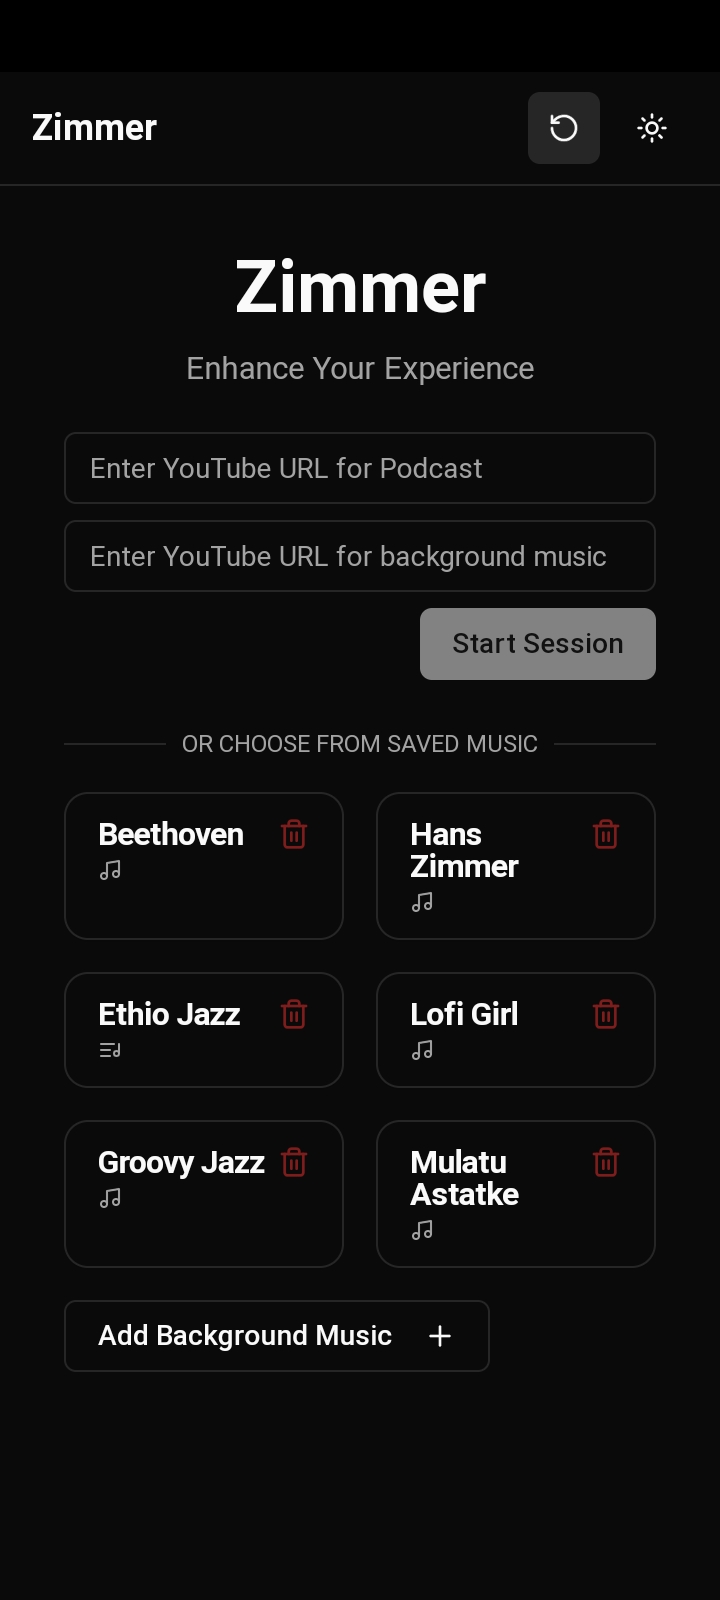 Zimmer
Zimmer
Enhance Your Experience
Enter YouTube URL for Podcast
Enter YouTube URL for background music
Start Session
OR CHOOSE FROM SAVED MUSIC
Beethoven
Hans
Zimmer
Ethio Jazz
Lofi Girl
Groovy Jazz
Mulatu
Astatke
Add Background Music